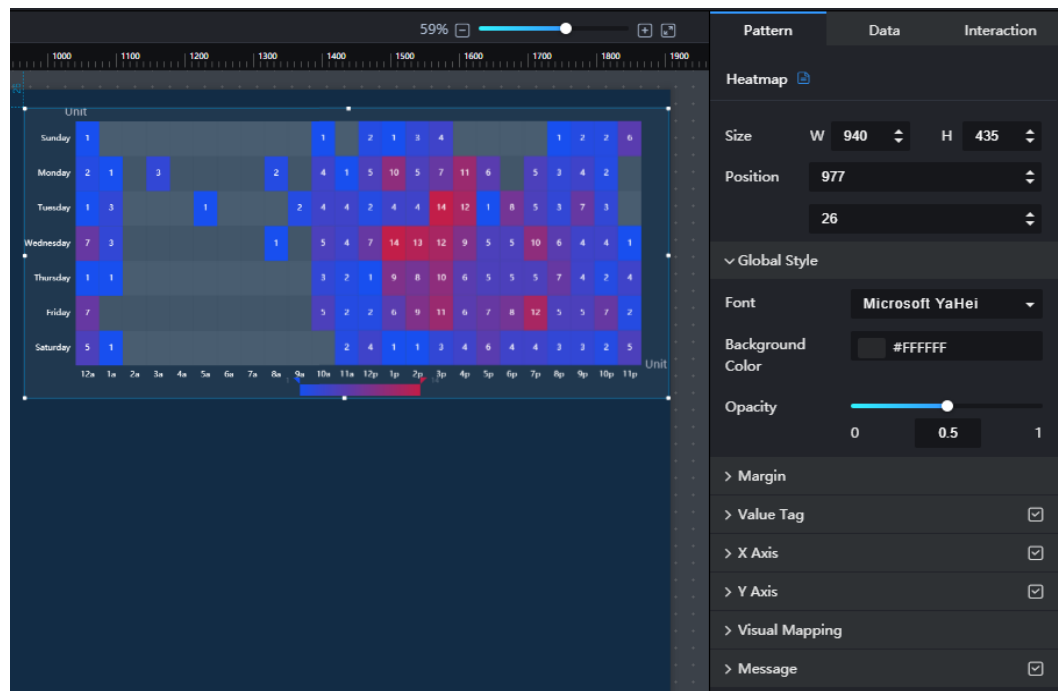 59%
Pattern Data Interaction
1000 1100 1200 1300 1400 1500 1600 1700 1800 1900
Heatmap
Unit
Sunday 1 1 2 1 3 4 1 2 2 6
Monday 2 1 3 2 4 1 5 10 5 7 11 6 5 3 4 2
Tuesday 1 3 1 2 4 4 2 4 4 14 12 1 8 5 3 7 3
Wednesday 7 3 1 5 4 7 14 13 12 9 5 5 10 6 4 4 1
Thursday 1 1 3 2 1 9 8 10 6 5 5 5 7 4 2 4
Friday 7 5 2 2 6 9 11 6 7 8 12 5 5 7 2
Saturday 5 1 2 4 1 1 3 4 6 4 4 3 3 2 5
Unit
12a 1a 2a 3a 4a 5a 6a 7a 8a 9a 10a 11a 12p 1p 2p 3p 4p 5p 6p 7p 8p 9p 10p 11p
1 14
Size W 940 H 435
Position 977
26
Global Style
Font Microsoft YaHei
Background Color #FFFFFF
Opacity
0 0.5 1
Margin
Value Tag
X Axis
Y Axis
Visual Mapping
Message